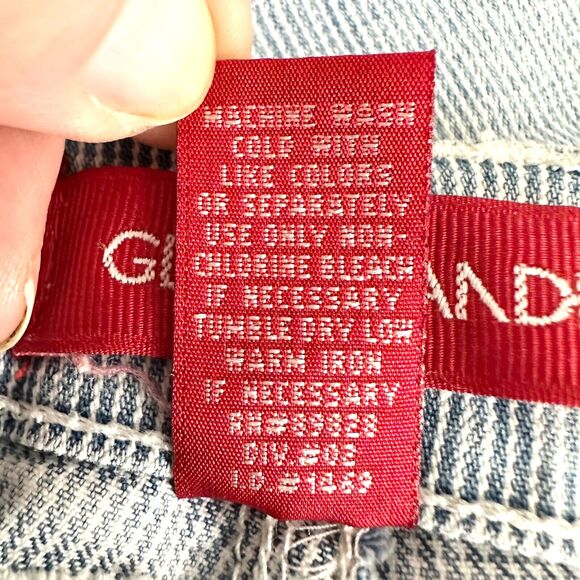 MACHINE WASH
COLD WITH
LIKE COLORS
OR SEPARATELY
USE ONLY NON-
CHLORINE BLEACH
IF NECESSARY
TUMBLE DRY LOW
WARM IRON
IF NECESSARY
RN#89828
DIV.#0E
I.D.#1469